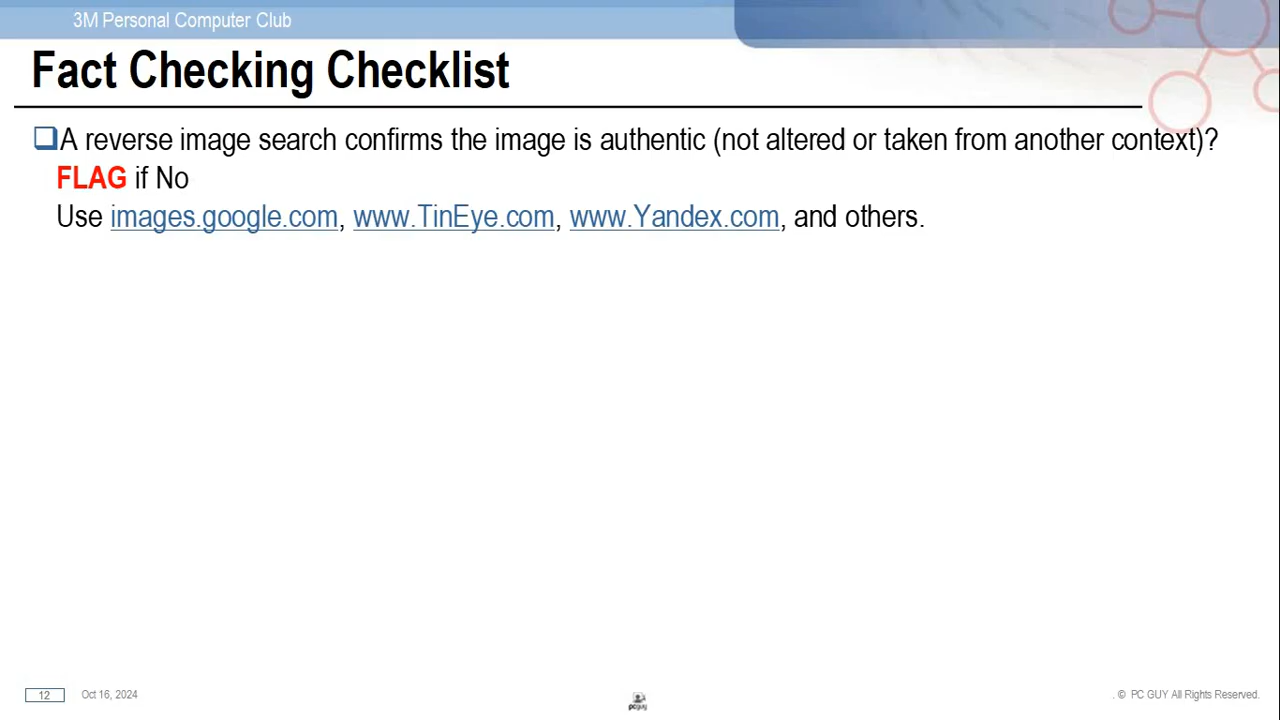 3M Personal Computer Club
Fact Checking Checklist
❑A reverse image search confirms the image is authentic (not altered or taken from another context)?
FLAG if No
Use images.google.com, www.TinEye.com, www.Yandex.com, and others.
12 Oct 16, 2024
pcguy
. © PC GUY All Rights Reserved.